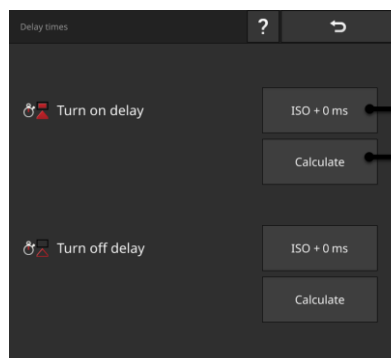 Delay times ?
Turn on delay ISO + 0 ms
Calculate
Turn off delay ISO + 0 ms
Calculate